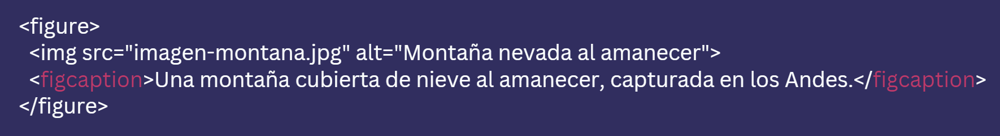 <figure>
<img src="imagen-montana.jpg" alt="Montaña nevada al amanecer">
<figcaption>Una montaña cubierta de nieve al amanecer, capturada en los Andes.</figcaption>
</figure>